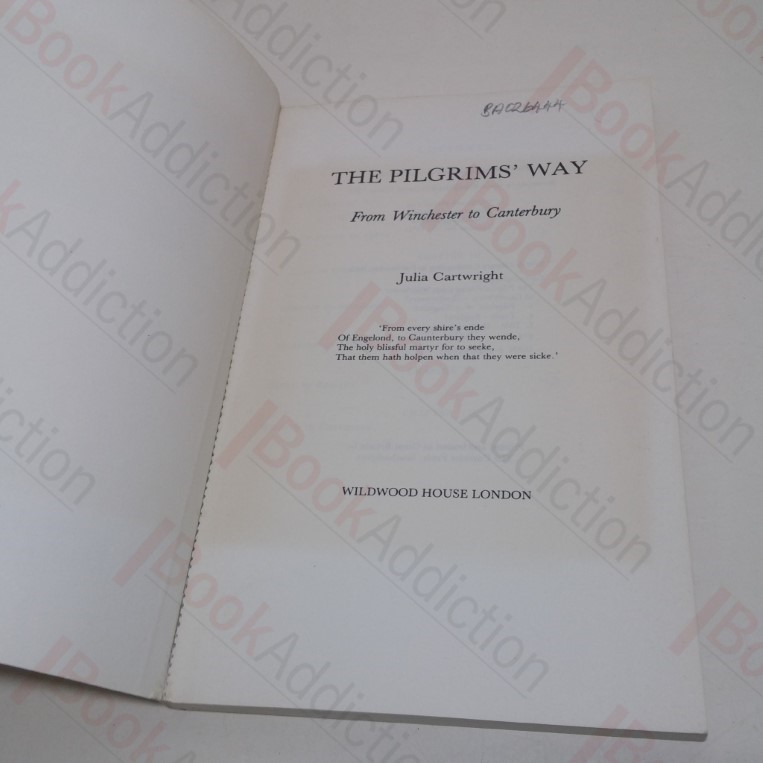 BAC26444
THE PILGRIMS' WAY
From Winchester to Canterbury
Julia Cartwright
'From every shire's ende
Of Engelond, to Caunterbury they wende,
The holy blissful martyr for to seeke,
That them hath holpen when that they were sicke.'
WILDWOOD HOUSE LONDON
BookAddiction